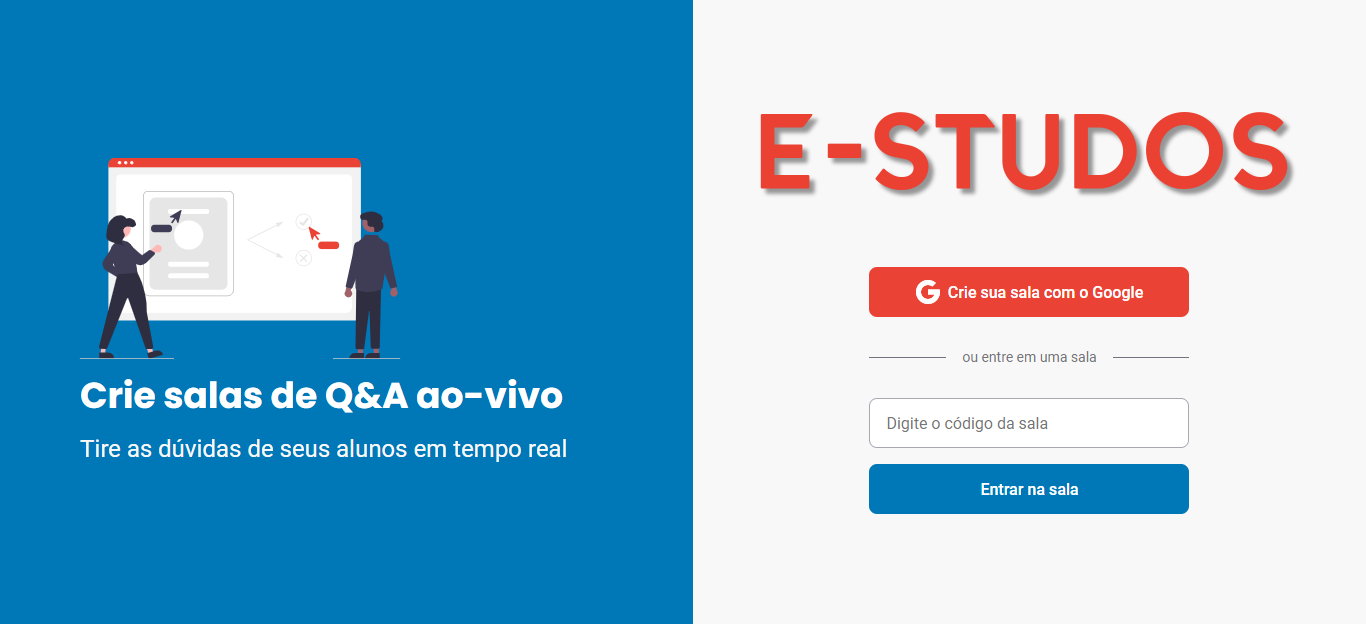 Crie salas de Q&A ao-vivo
Tire as dúvidas de seus alunos em tempo real
E-STUDOS
Crie sua sala com o Google
ou entre em uma sala
Digite o código da sala
Entrar na sala